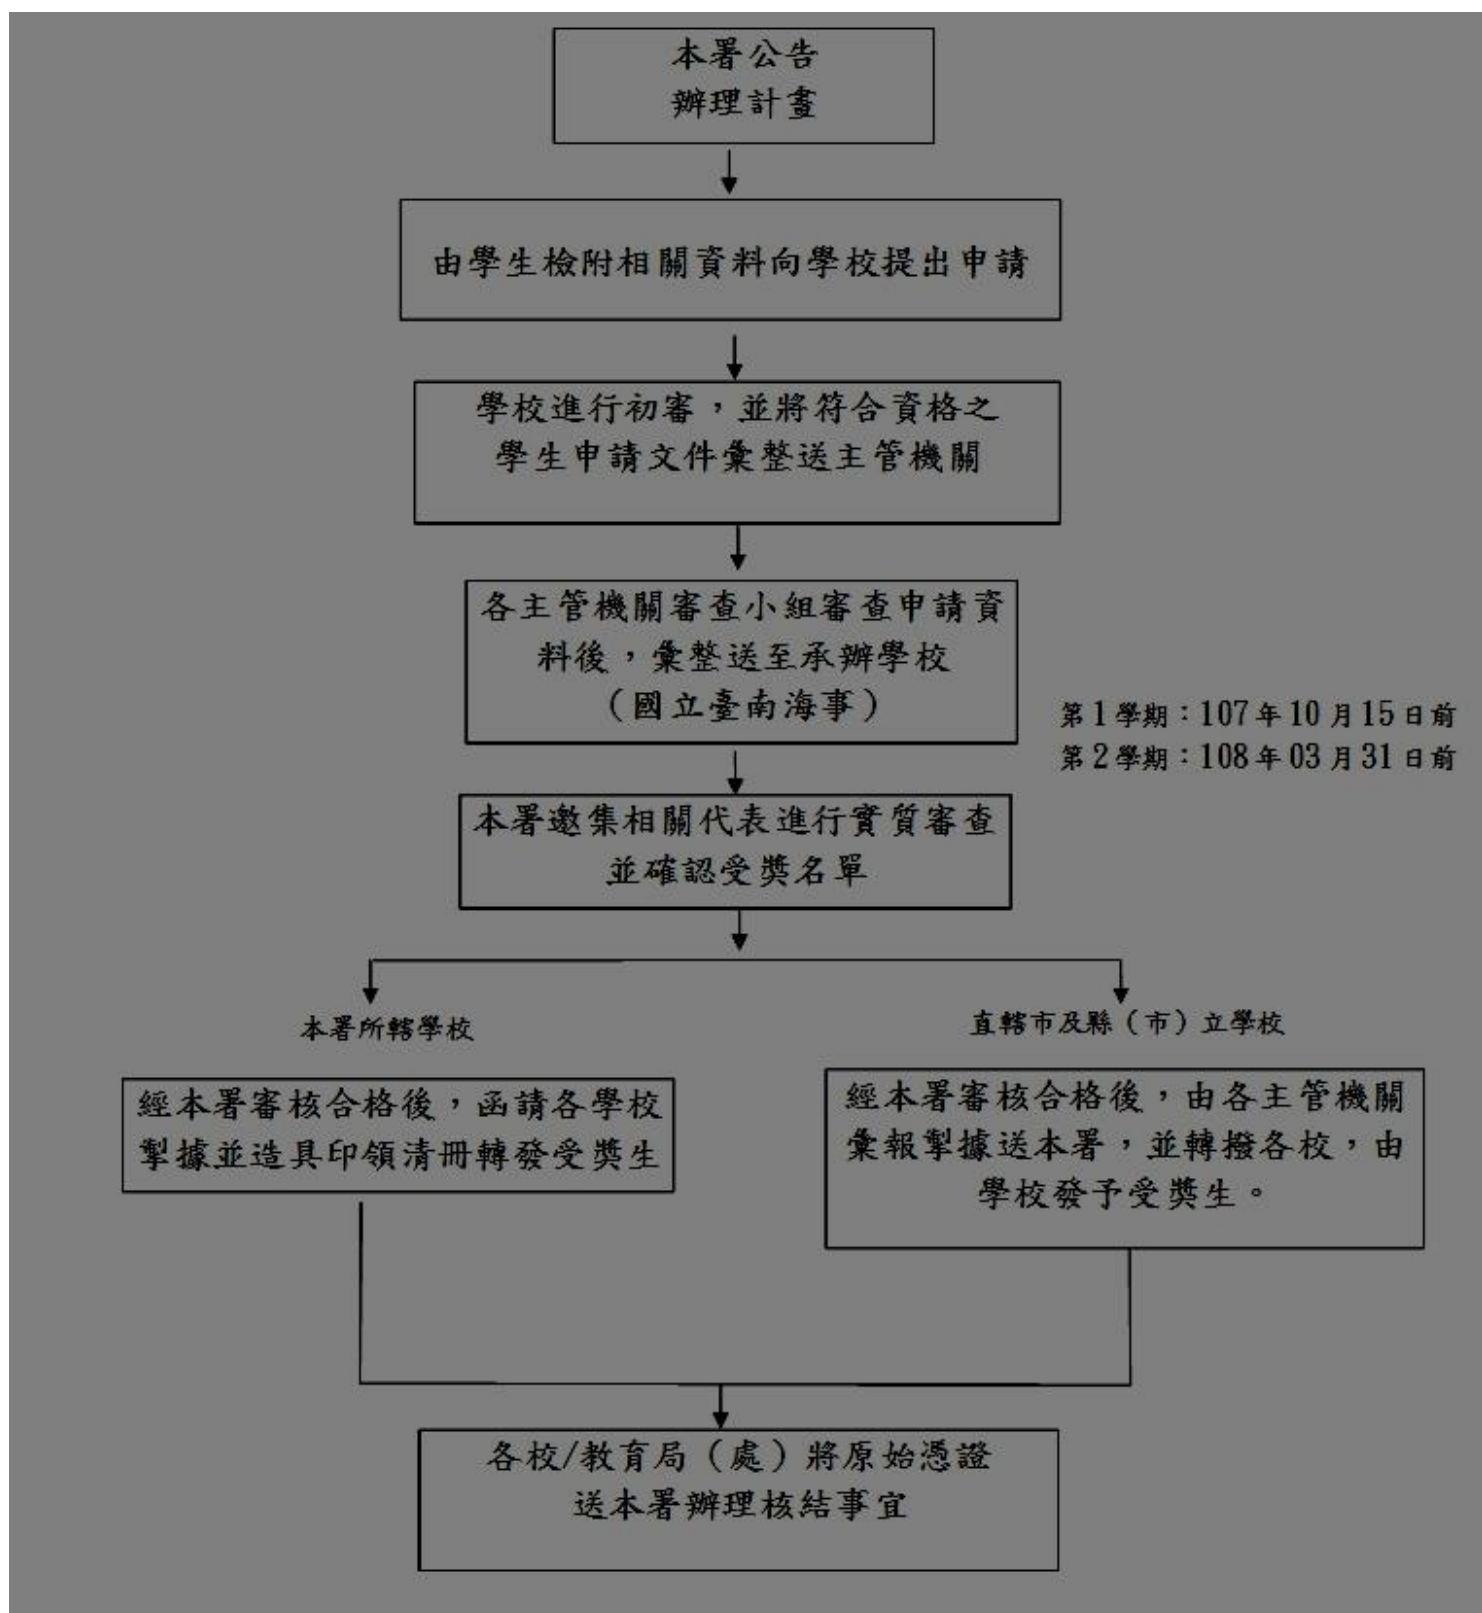 本署公告
辦理計畫
由學生檢附相關資料向學校提出申請
學校進行初審，並將符合資格之
學生申請文件彙整送主管機關
各主管機關審查小組審查申請資
料後，彙整送至承辦學校
（國立臺南海事）
第1學期：107年10月15日前
第2學期：108年03月31日前
本署邀集相關代表進行實質審查
並確認受獎名單
本署所轄學校
直轄市及縣（市）立學校
經本署審核合格後，函請各學校
掣據並造具印領清冊轉發受獎生
經本署審核合格後，由各主管機關
彙報掣據送本署，並轉撥各校，由
學校發予受獎生。
各校/教育局（處）將原始憑證
送本署辦理核結事宜